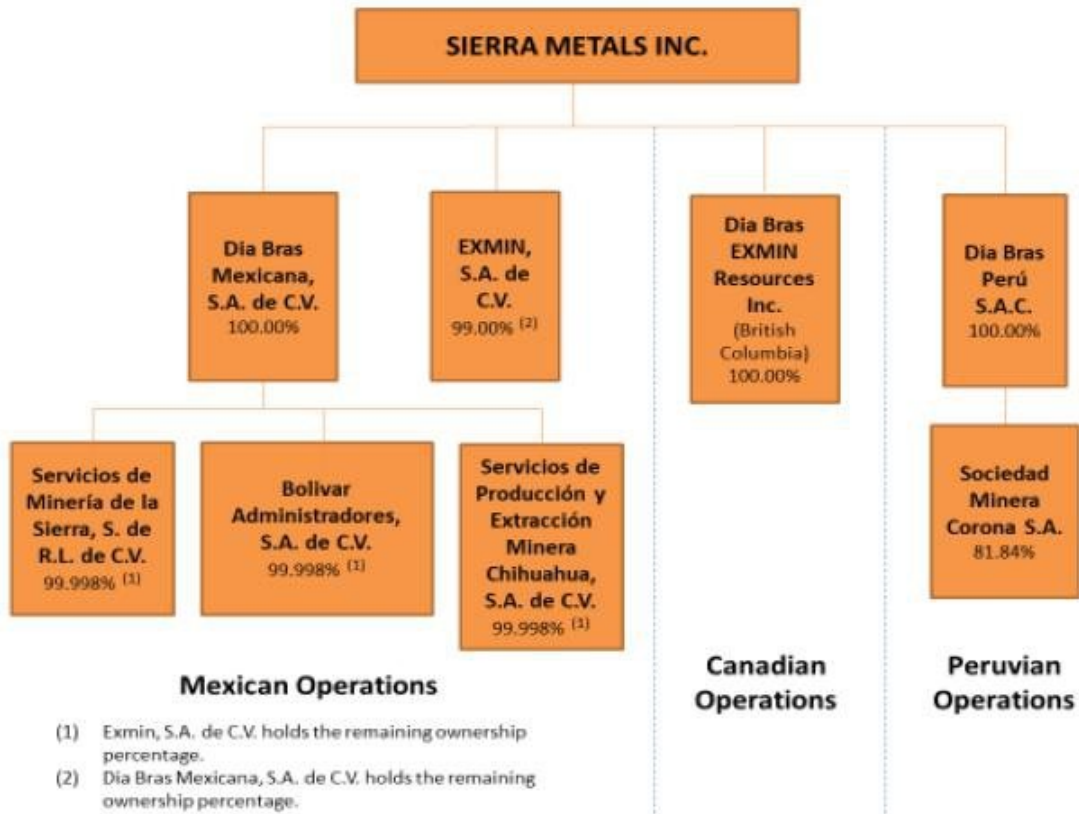 SIERRA METALS INC.
Dia Bras
Mexicana,
S.A. de C.V.
100.00%
EXMIN,
S.A. de
C.V.
99.00% (2)
Dia Bras
EXMIN
Resources
Inc.
(British
Columbia)
100.00%
Dia Bras
Perú
S.A.C.
100.00%
Servicios de
Minería de la
Sierra, S. de
R.L. de C.V.
99.998% (1)
Bolivar
Administradores,
S.A. de C.V.
99.998% (1)
Servicios de
Producción y
Extracción
Minera
Chihuahua,
S.A. de C.V.
99.998% (1)
Sociedad
Minera
Corona S.A.
81.84%
Mexican Operations
Canadian
Operations
Peruvian
Operations
(1) Exmin, S.A. de C.V. holds the remaining ownership
percentage.
(2) Dia Bras Mexicana, S.A. de C.V. holds the remaining
ownership percentage.